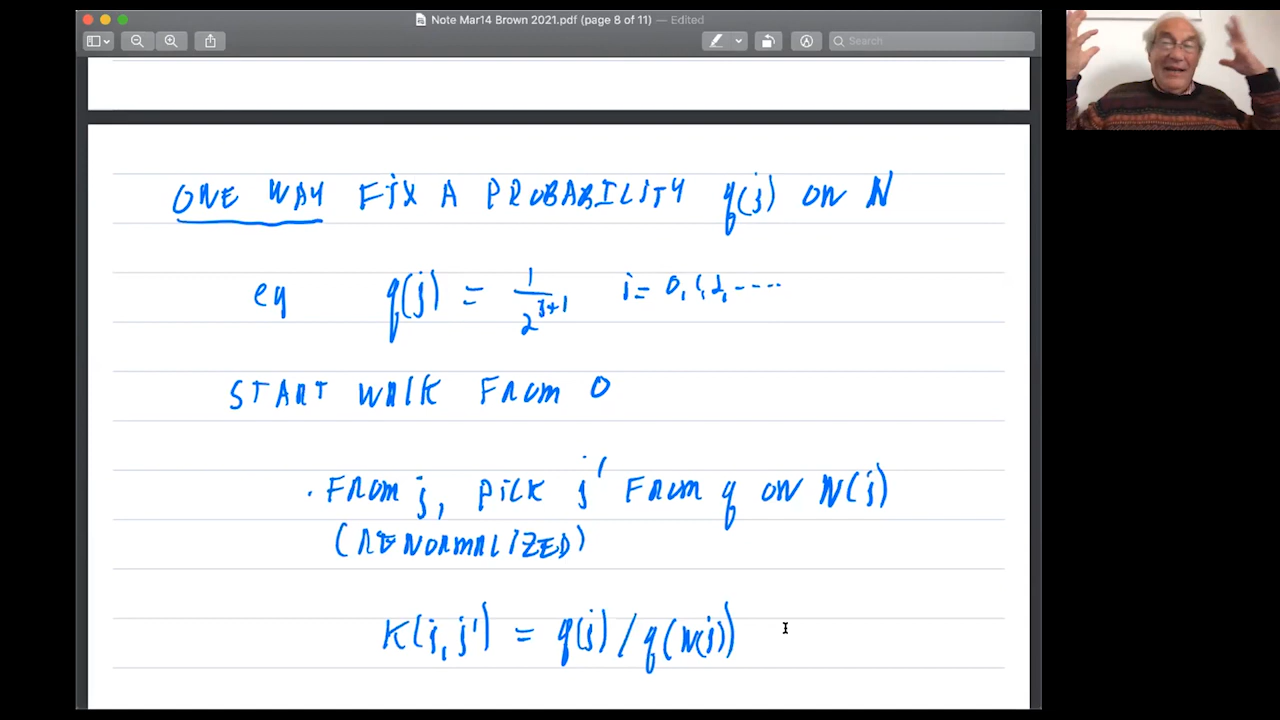 Note Mar14 Brown 2021.pdf (page 8 of 11) — Edited
Search
ONE WAY FIX A PROBABILITY q(j) ON N
eg q(j) = 1/2^{j+1} j = 0, 1, 2, ----
START WALK FROM 0
· FROM j, PICK j' FROM q ON N(j)
(RENORMALIZED)
K(j, j') = q(j) / q(N(j))